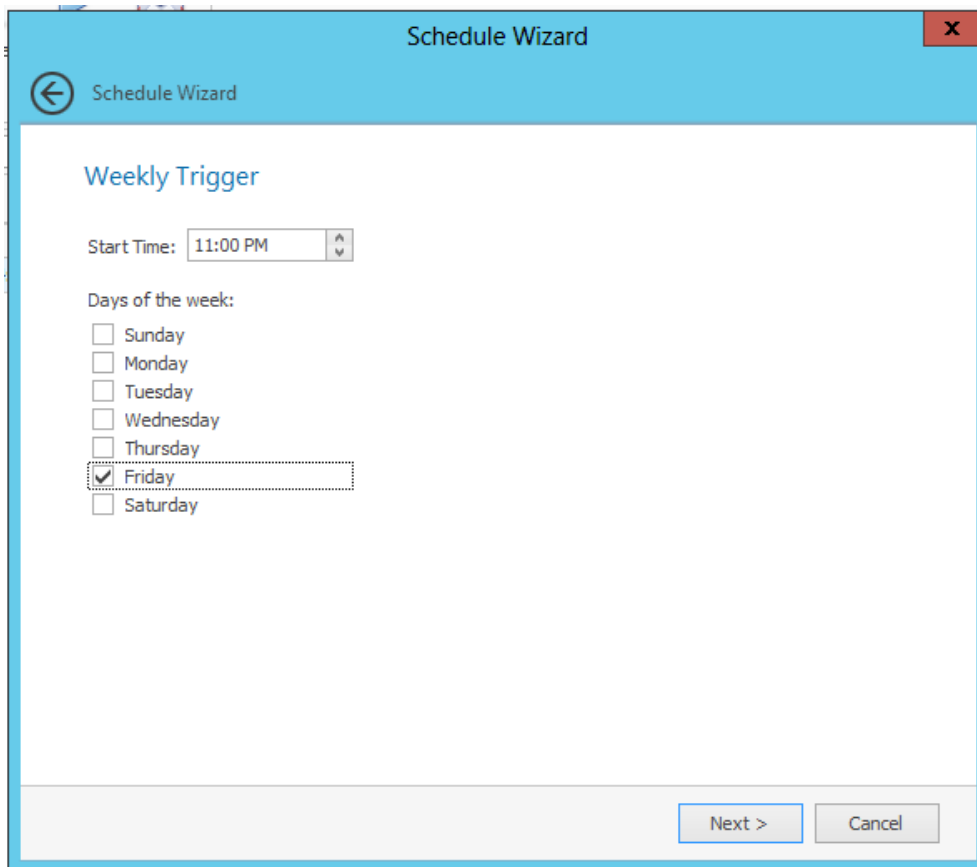 Schedule Wizard
x
Schedule Wizard
Weekly Trigger
Start Time: 11:00 PM
Days of the week:
Sunday
Monday
Tuesday
Wednesday
Thursday
Friday
Saturday
Next > Cancel